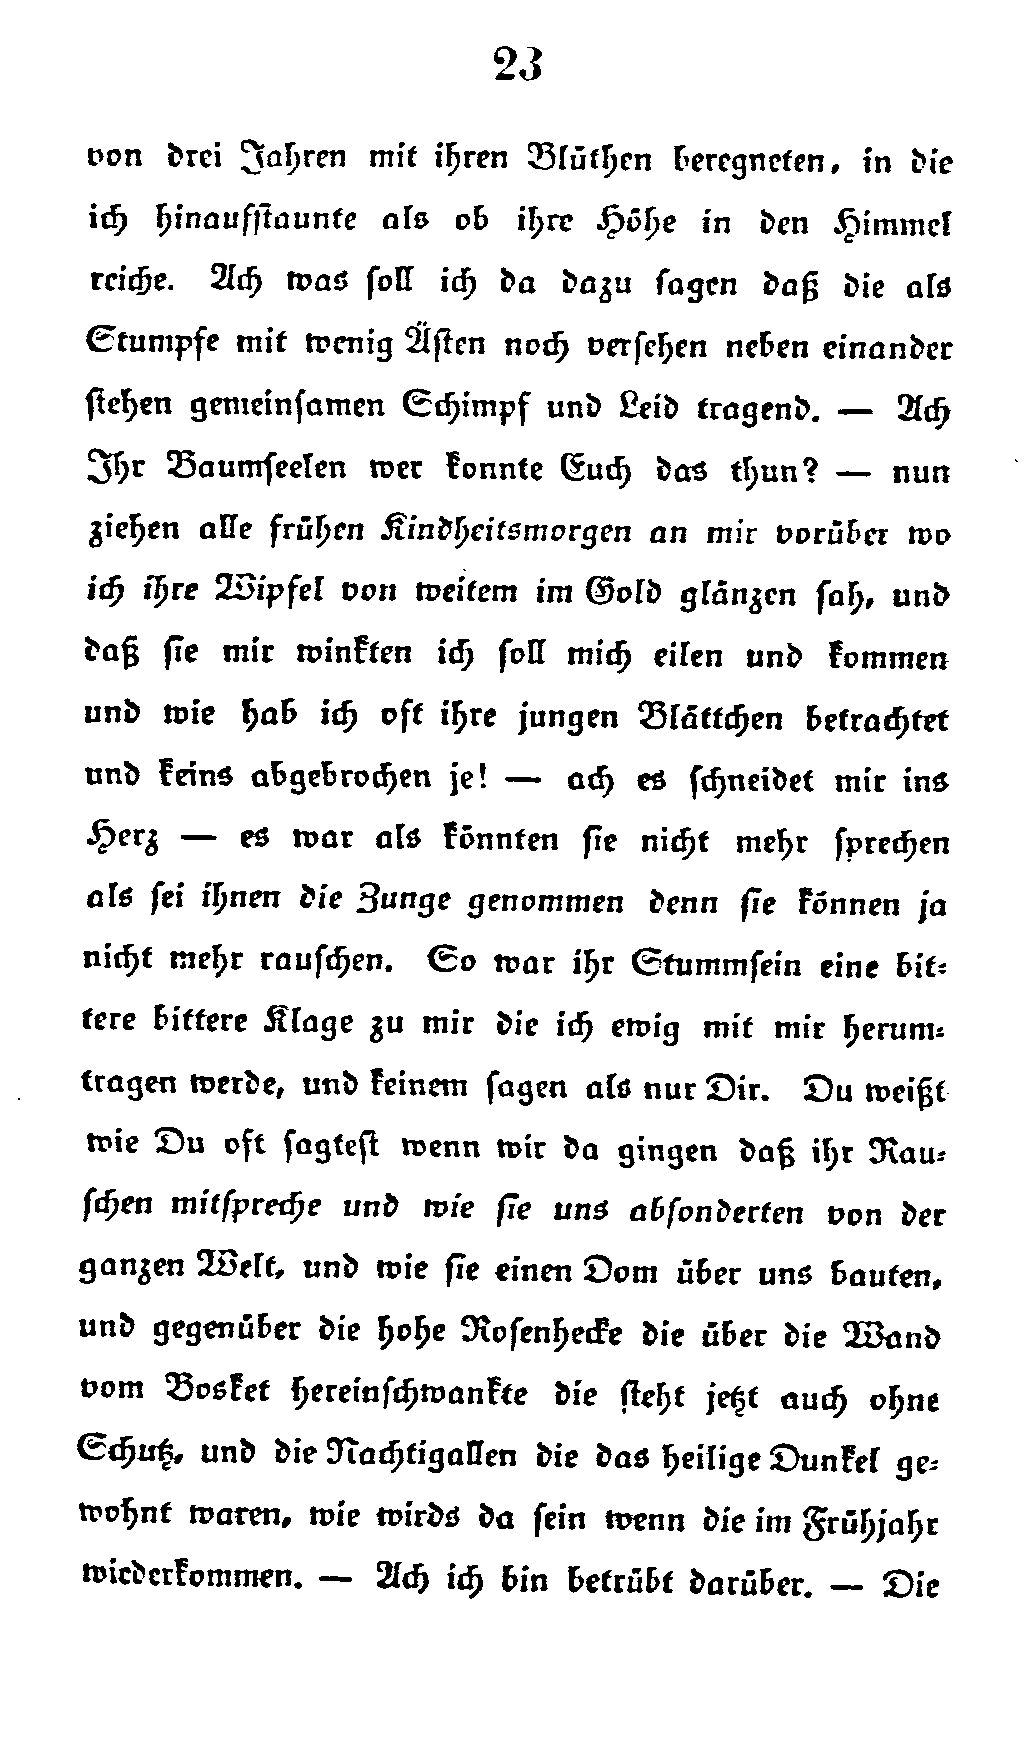 23
von drei Jahren mit ihren Blüthen beregneten, in die
ich hinaufstaunte als ob ihre Höhe in den Himmel
reiche. Ach was soll ich da dazu sagen daß die als
Stumpfe mit wenig Ästen noch versehen neben einander
stehen gemeinsamen Schimpf und Leid tragend. — Ach
Ihr Baumseelen wer konnte Euch das thun? — nun
ziehen alle frühen Kindheitsmorgen an mir vorüber wo
ich ihre Wipfel von weitem im Gold glänzen sah, und
daß sie mir winkten ich soll mich eilen und kommen
und wie hab ich oft ihre jungen Blättchen betrachtet
und keins abgebrochen je! — ach es schneidet mir ins
Herz — es war als könnten sie nicht mehr sprechen
als sei ihnen die Zunge genommen denn sie können ja
nicht mehr rauschen. So war ihr Stummsein eine bit-
tere bittere Klage zu mir die ich ewig mit mir herum-
tragen werde, und keinem sagen als nur Dir. Du weißt
wie Du oft sagtest wenn wir da gingen daß ihr Rau-
schen mitspreche und wie sie uns absonderten von der
ganzen Welt, und wie sie einen Dom über uns bauten,
und gegenüber die hohe Rosenhecke die über die Wand
vom Bosket hereinschwankte die steht jetzt auch ohne
Schutz, und die Nachtigallen die das heilige Dunkel ge-
wohnt waren, wie wirds da sein wenn die im Frühjahr
wiederkommen. — Ach ich bin betrübt darüber. — Die